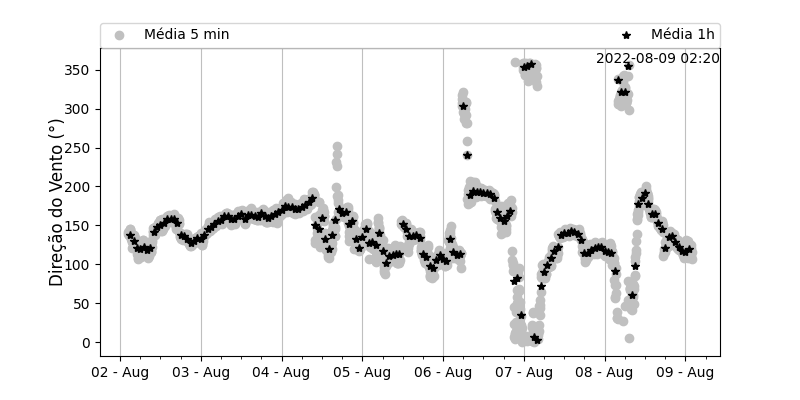 Média 5 min
Média 1h
2022-08-09 02:20
Direção do Vento (°)
350
300
250
200
150
100
50
0
02 - Aug
03 - Aug
04 - Aug
05 - Aug
06 - Aug
07 - Aug
08 - Aug
09 - Aug